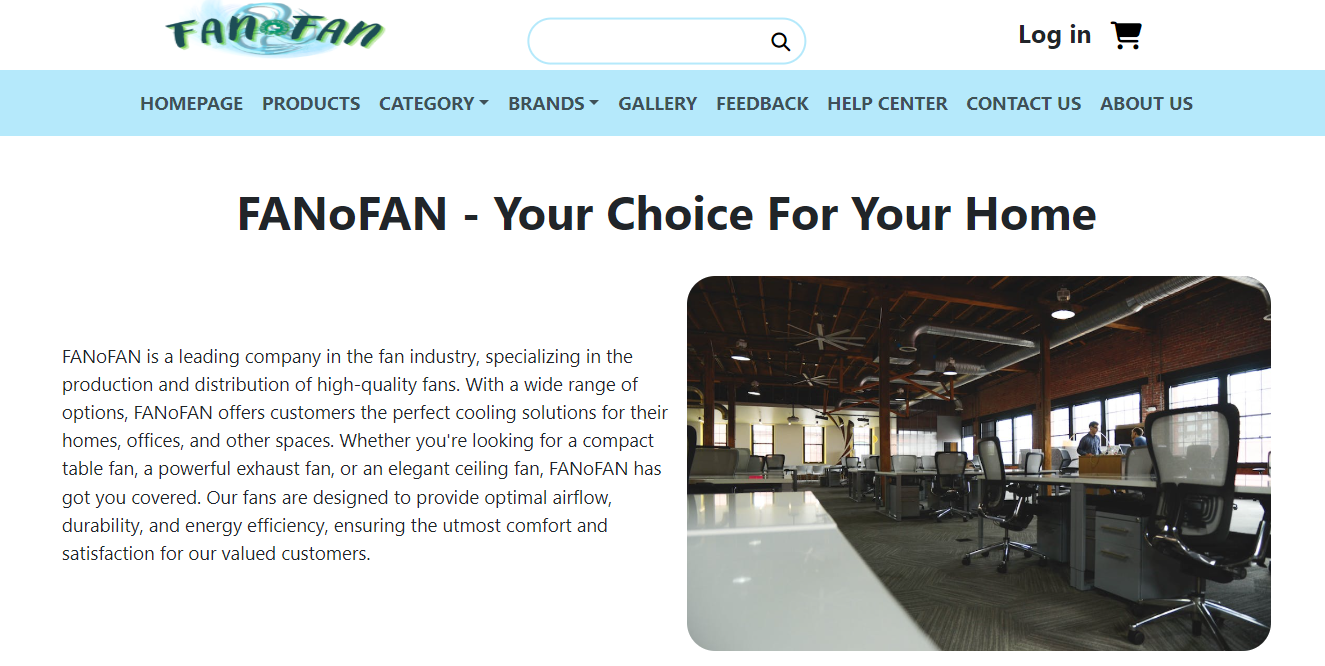 FANoFAN
Log in
HOMEPAGE PRODUCTS CATEGORY BRANDS GALLERY FEEDBACK HELP CENTER CONTACT US ABOUT US
FANoFAN - Your Choice For Your Home
FANoFAN is a leading company in the fan industry, specializing in the
production and distribution of high-quality fans. With a wide range of
options, FANoFAN offers customers the perfect cooling solutions for their
homes, offices, and other spaces. Whether you're looking for a compact
table fan, a powerful exhaust fan, or an elegant ceiling fan, FANoFAN has
got you covered. Our fans are designed to provide optimal airflow,
durability, and energy efficiency, ensuring the utmost comfort and
satisfaction for our valued customers.